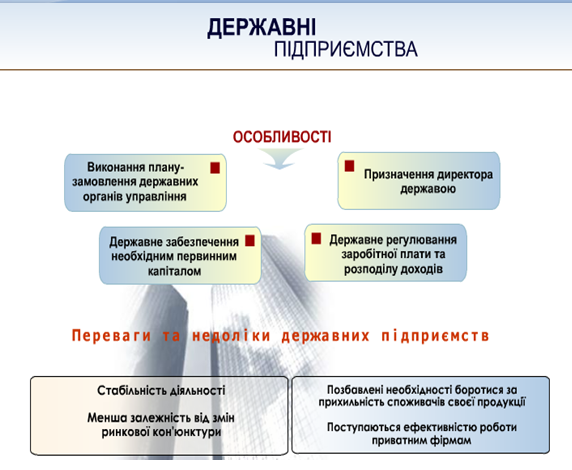 ДЕРЖАВНІ
ПІДПРИЄМСТВА
ОСОБЛИВОСТІ
Виконання плану-
замовлення державних
органів управління
Призначення директора
державою
Державне забезпечення
необхідним первинним
капіталом
Державне регулювання
заробітної плати та
розподілу доходів
Переваги та недоліки державних підприємств
Стабільність діяльності
Менша залежність від змін
ринкової кон'юнктури
Позбавлені необхідності боротися за
прихильність споживачів своєї продукції
Поступаються ефективністю роботи
приватним фірмам